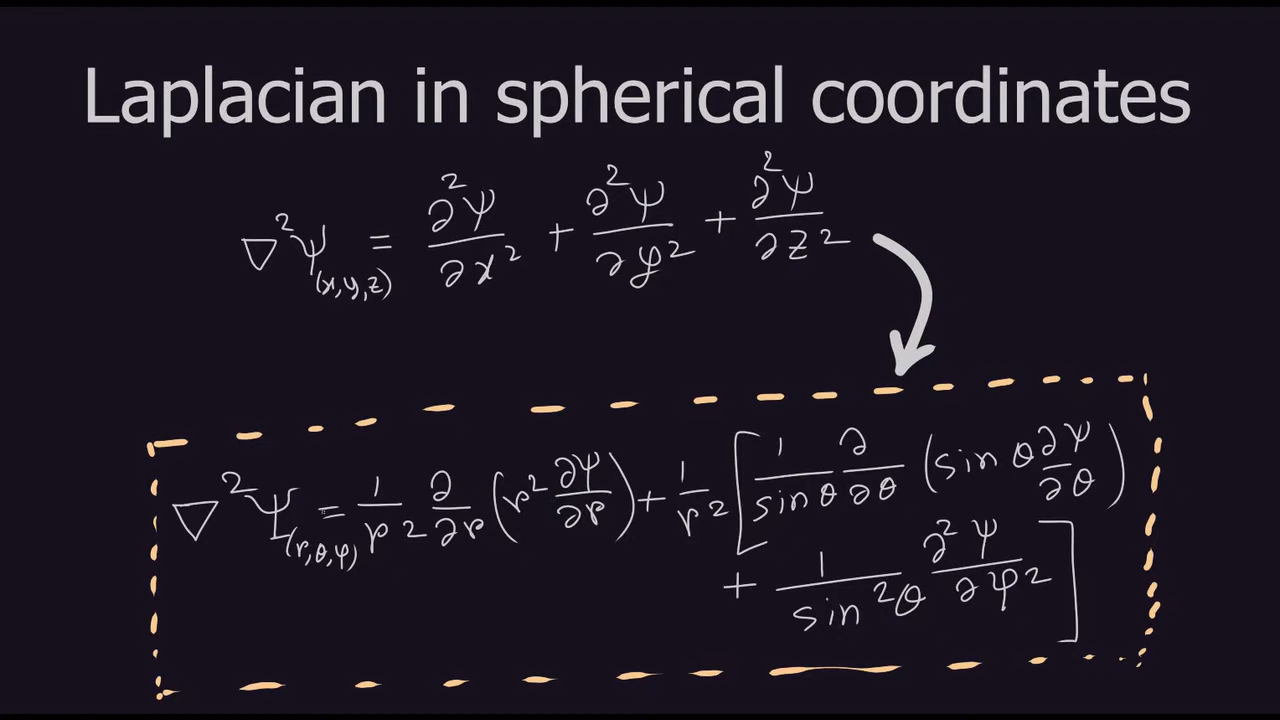 Laplacian in spherical coordinates
∇²ψ(x,y,z) = ∂²ψ/∂x² + ∂²ψ/∂y² + ∂²ψ/∂z²
∇²ψ(r,θ,φ) = 1/r² ∂/∂r (r² ∂ψ/∂r) + 1/r² [1/sinθ ∂/∂θ (sin θ ∂ψ/∂θ)
+ 1/sin²θ ∂²ψ/∂φ²]